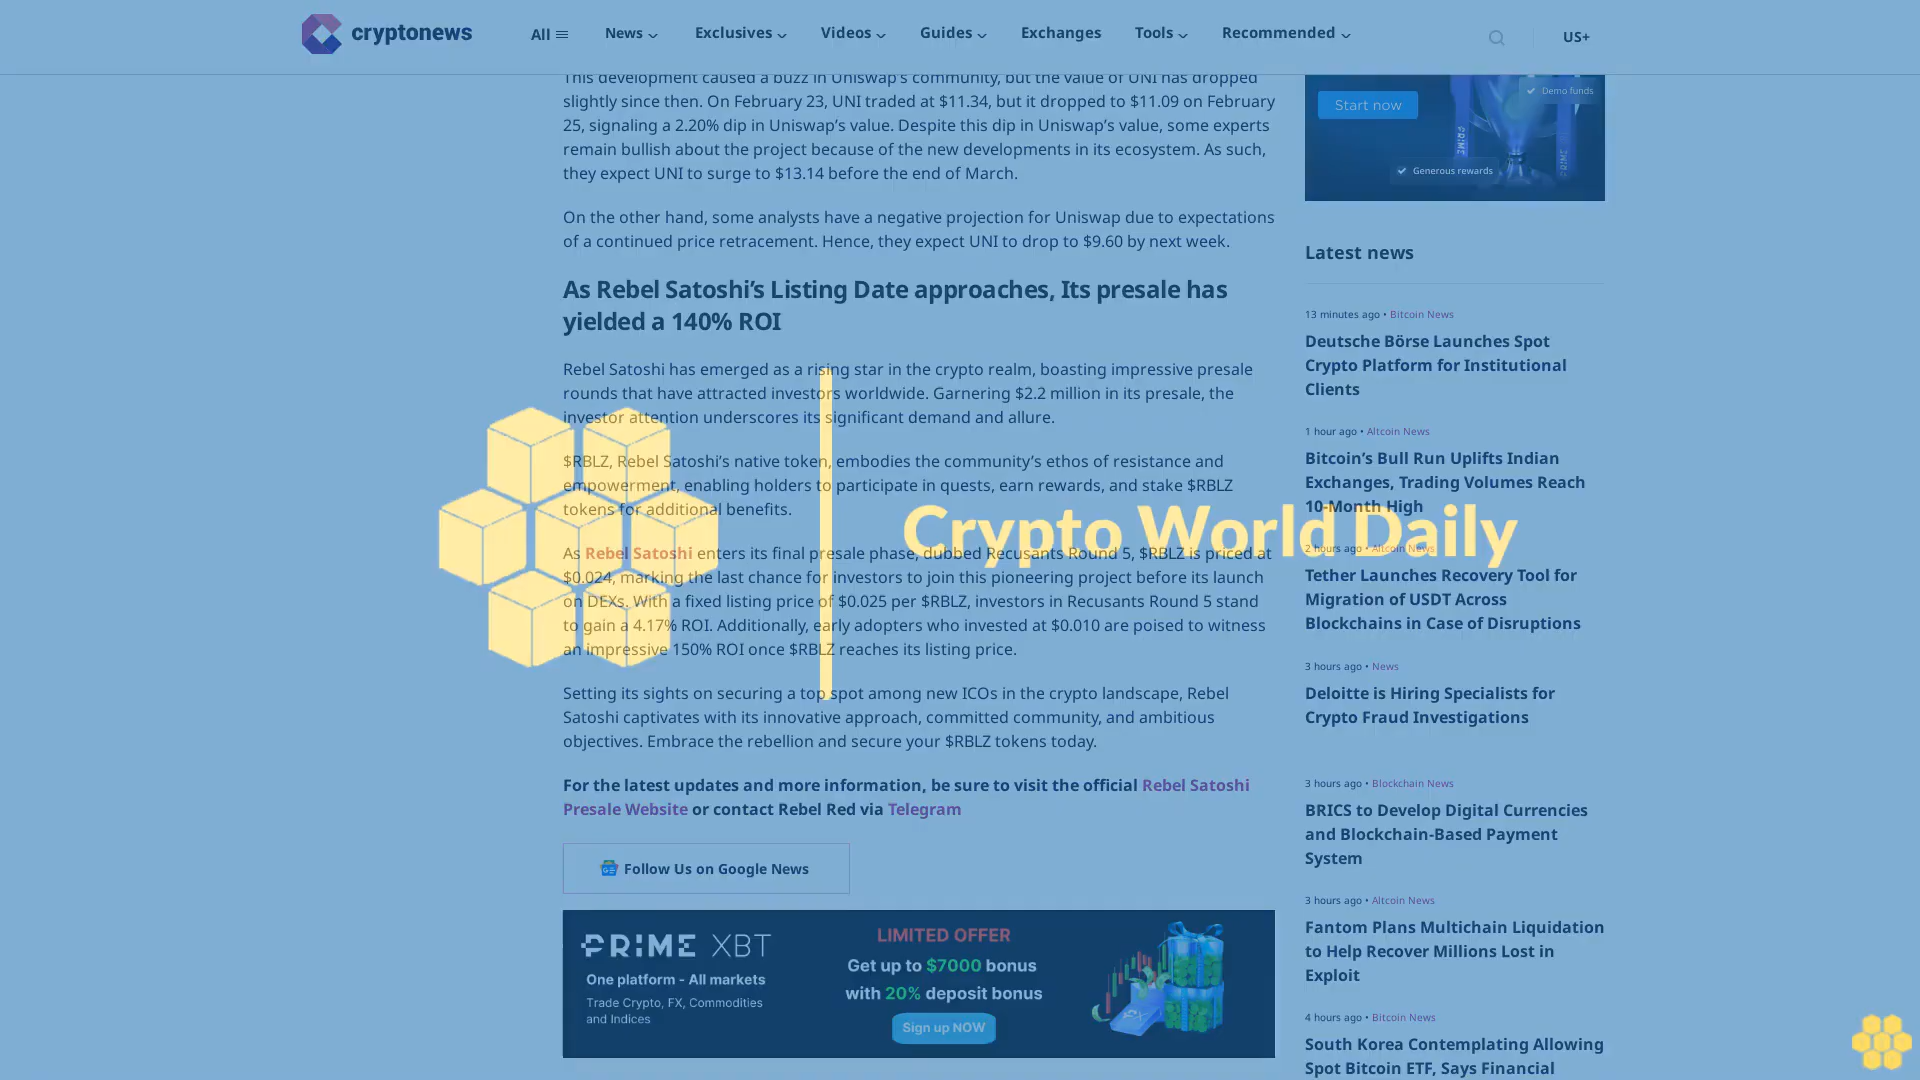 cryptonews
All
News
Exclusives
Videos
Guides
Exchanges
Tools
Recommended
US+
This development caused a buzz in Uniswap's community, but the value of UNI has dropped
slightly since then. On February 23, UNI traded at $11.34, but it dropped to $11.09 on February
25, signaling a 2.20% dip in Uniswap's value. Despite this dip in Uniswap's value, some experts
remain bullish about the project because of the new developments in its ecosystem. As such,
they expect UNI to surge to $13.14 before the end of March.
On the other hand, some analysts have a negative projection for Uniswap due to expectations
of a continued price retracement. Hence, they expect UNI to drop to $9.60 by next week.
As Rebel Satoshi's Listing Date approaches, Its presale has
yielded a 140% ROI
Rebel Satoshi has emerged as a rising star in the crypto realm, boasting impressive presale
rounds that have attracted investors worldwide. Garnering $2.2 million in its presale, the
investor attention underscores its significant demand and allure.
$RBLZ, Rebel Satoshi's native token, embodies the community's ethos of resistance and
empowerment, enabling holders to participate in quests, earn rewards, and stake $RBLZ
tokens for additional benefits.
As Rebel Satoshi enters its final presale phase, dubbed Recusants Round 5, $RBLZ is priced at
$0.024, marking the last chance for investors to join this pioneering project before its launch
on DEXs. With a fixed listing price of $0.025 per $RBLZ, investors in Recusants Round 5 stand
to gain a 4.17% ROI. Additionally, early adopters who invested at $0.010 are poised to witness
an impressive 150% ROI once $RBLZ reaches its listing price.
Setting its sights on securing a top spot among new ICOs in the crypto landscape, Rebel
Satoshi captivates with its innovative approach, committed community, and ambitious
objectives. Embrace the rebellion and secure your $RBLZ tokens today.
For the latest updates and more information, be sure to visit the official Rebel Satoshi
Presale Website or contact Rebel Red via Telegram
Follow Us on Google News
PRIME XBT
One platform - All markets
Trade Crypto, FX, Commodities
and Indices
LIMITED OFFER
Get up to $7000 bonus
with 20% deposit bonus
Sign up NOW
Crypto World Daily
Start now
Demo funds
PRIME
Generous rewards
Latest news
13 minutes ago • Bitcoin News
Deutsche Börse Launches Spot
Crypto Platform for Institutional
Clients
1 hour ago • Altcoin News
Bitcoin's Bull Run Uplifts Indian
Exchanges, Trading Volumes Reach
10-Month High
2 hours ago • Altcoin News
Tether Launches Recovery Tool for
Migration of USDT Across
Blockchains in Case of Disruptions
3 hours ago • News
Deloitte is Hiring Specialists for
Crypto Fraud Investigations
3 hours ago • Blockchain News
BRICS to Develop Digital Currencies
and Blockchain-Based Payment
System
3 hours ago • Altcoin News
Fantom Plans Multichain Liquidation
to Help Recover Millions Lost in
Exploit
4 hours ago • Bitcoin News
South Korea Contemplating Allowing
Spot Bitcoin ETF, Says Financial